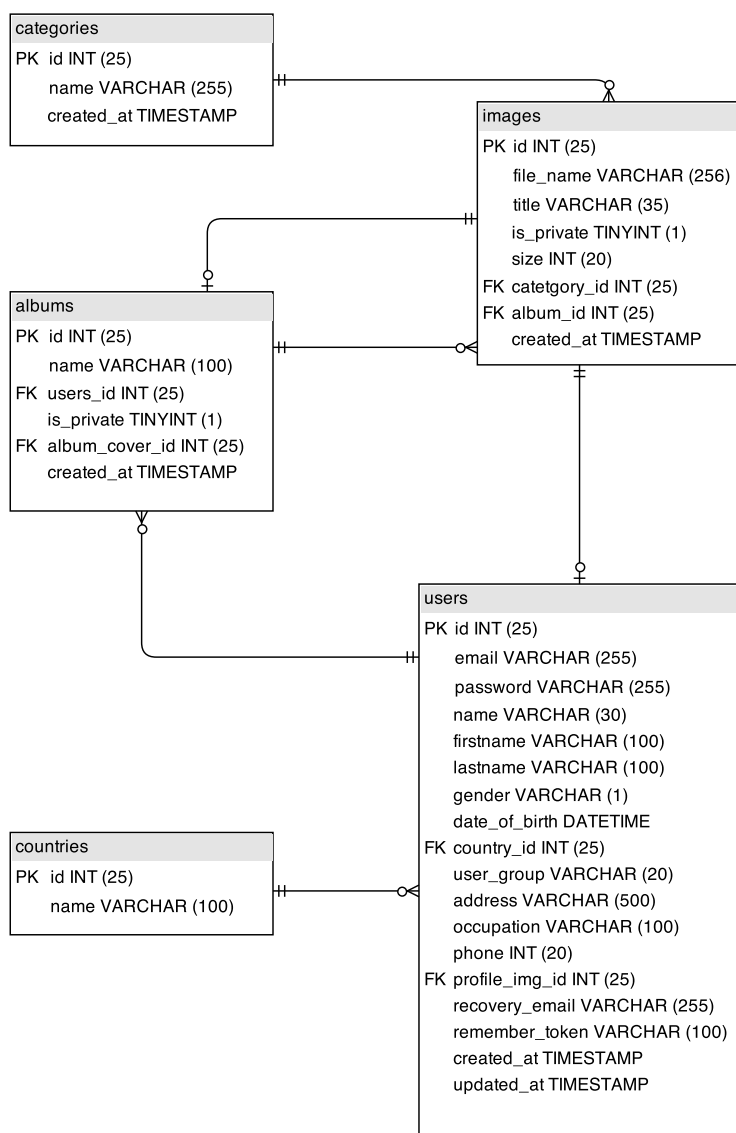 categories
PK id INT (25)
name VARCHAR (255)
created_at TIMESTAMP
images
PK id INT (25)
file_name VARCHAR (256)
title VARCHAR (35)
is_private TINYINT (1)
size INT (20)
FK catetgory_id INT (25)
FK album_id INT (25)
created_at TIMESTAMP
albums
PK id INT (25)
name VARCHAR (100)
FK users_id INT (25)
is_private TINYINT (1)
FK album_cover_id INT (25)
created_at TIMESTAMP
users
PK id INT (25)
email VARCHAR (255)
password VARCHAR (255)
name VARCHAR (30)
firstname VARCHAR (100)
lastname VARCHAR (100)
gender VARCHAR (1)
date_of_birth DATETIME
FK country_id INT (25)
user_group VARCHAR (20)
address VARCHAR (500)
occupation VARCHAR (100)
phone INT (20)
FK profile_img_id INT (25)
recovery_email VARCHAR (255)
remember_token VARCHAR (100)
created_at TIMESTAMP
updated_at TIMESTAMP
countries
PK id INT (25)
name VARCHAR (100)